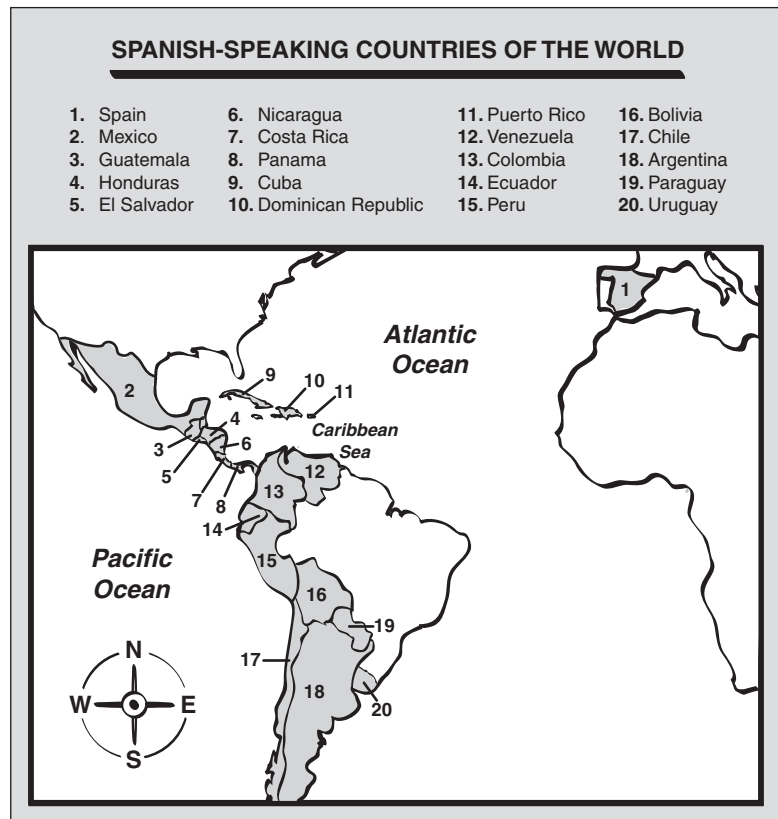 SPANISH-SPEAKING COUNTRIES OF THE WORLD
1. Spain
2. Mexico
3. Guatemala
4. Honduras
5. El Salvador
6. Nicaragua
7. Costa Rica
8. Panama
9. Cuba
10. Dominican Republic
11. Puerto Rico
12. Venezuela
13. Colombia
14. Ecuador
15. Peru
16. Bolivia
17. Chile
18. Argentina
19. Paraguay
20. Uruguay
1
Atlantic
Ocean
2
9
10
11
Caribbean
Sea
3
4
5
6
7
8
12
13
14
15
Pacific
Ocean
16
17
18
19
20
N
W E
S